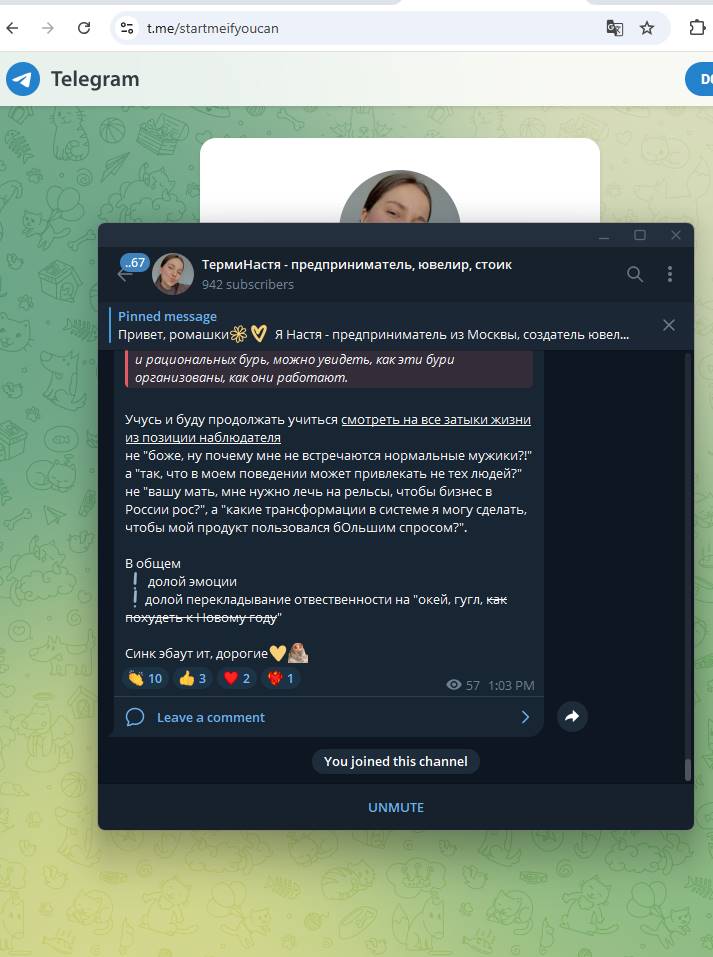 t.me/startmeifyoucan
Telegram
..67
ТермиНастя - предприниматель, ювелир, стоик
942 subscribers
Pinned message
Привет, ромашки🌼💛 Я Настя - предприниматель из Москвы, создатель ювел...
и рациональных бурь, можно увидеть, как эти бури
организованы, как они работают.
Учусь и буду продолжать учиться смотреть на все затыки жизни
из позиции наблюдателя
не "боже, ну почему мне не встречаются нормальные мужики?!"
а "так, что в моем поведении может привлекать не тех людей?"
не "вашу мать, мне нужно лечь на рельсы, чтобы бизнес в
России рос?", а "какие трансформации в системе я могу сделать,
чтобы мой продукт пользовался бОльшим спросом?".
В общем
❕ долой эмоции
❕ долой перекладывание отвественности на "окей, гугл, как
похудеть к Новому году"
Синк эбаут ит, дорогие💛
👏 10 👍 3 ❤️ 2 ❤️‍🔥 1
57 1:03 PM
Leave a comment
You joined this channel
UNMUTE